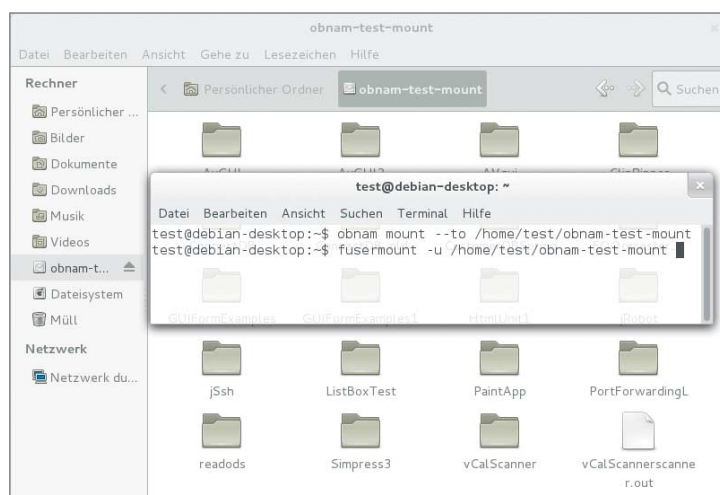 obnam-test-mount
Datei Bearbeiten Ansicht Gehe zu Lesezeichen Hilfe
Rechner
Persönlicher ...
Bilder
Dokumente
Downloads
Musik
Videos
obnam-t...
Dateisystem
Müll
Netzwerk
Netzwerk du...
< Persönlicher Ordner obnam-test-mount Suchen
test@debian-desktop: ~
Datei Bearbeiten Ansicht Suchen Terminal Hilfe
test@debian-desktop:~$ obnam mount --to /home/test/obnam-test-mount
test@debian-desktop:~$ fusermount -u /home/test/obnam-test-mount
GUIFormExamples GUIFormExamples1 HtmlUnit1 jRobot
jSsh ListBoxTest PaintApp PortForwardingL
readods Simpress3 vCalScanner vCalScannerscanne
r.out